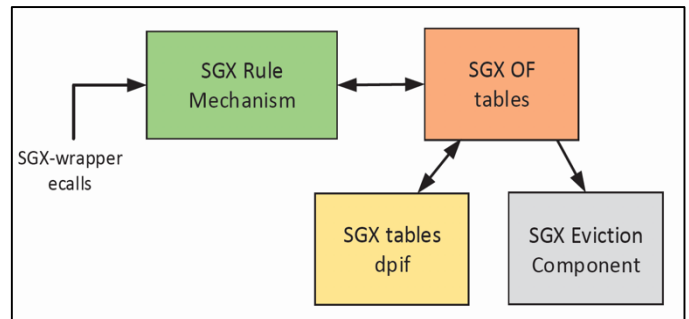 SGX Rule
Mechanism
SGX OF
tables
SGX-wrapper
ecalls
SGX tables
dpif
SGX Eviction
Component